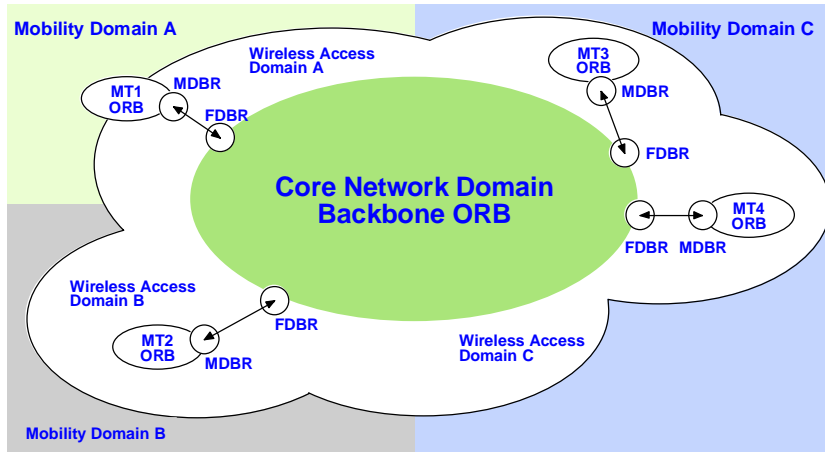 Mobility Domain A
Mobility Domain C
Wireless Access
Domain A
MT3
ORB
MDBR
MDBR
MT1
ORB
FDBR
FDBR
Core Network Domain
Backbone ORB
MT4
ORB
FDBR
MDBR
Wireless Access
Domain B
FDBR
MT2
ORB
MDBR
Wireless Access
Domain C
Mobility Domain B